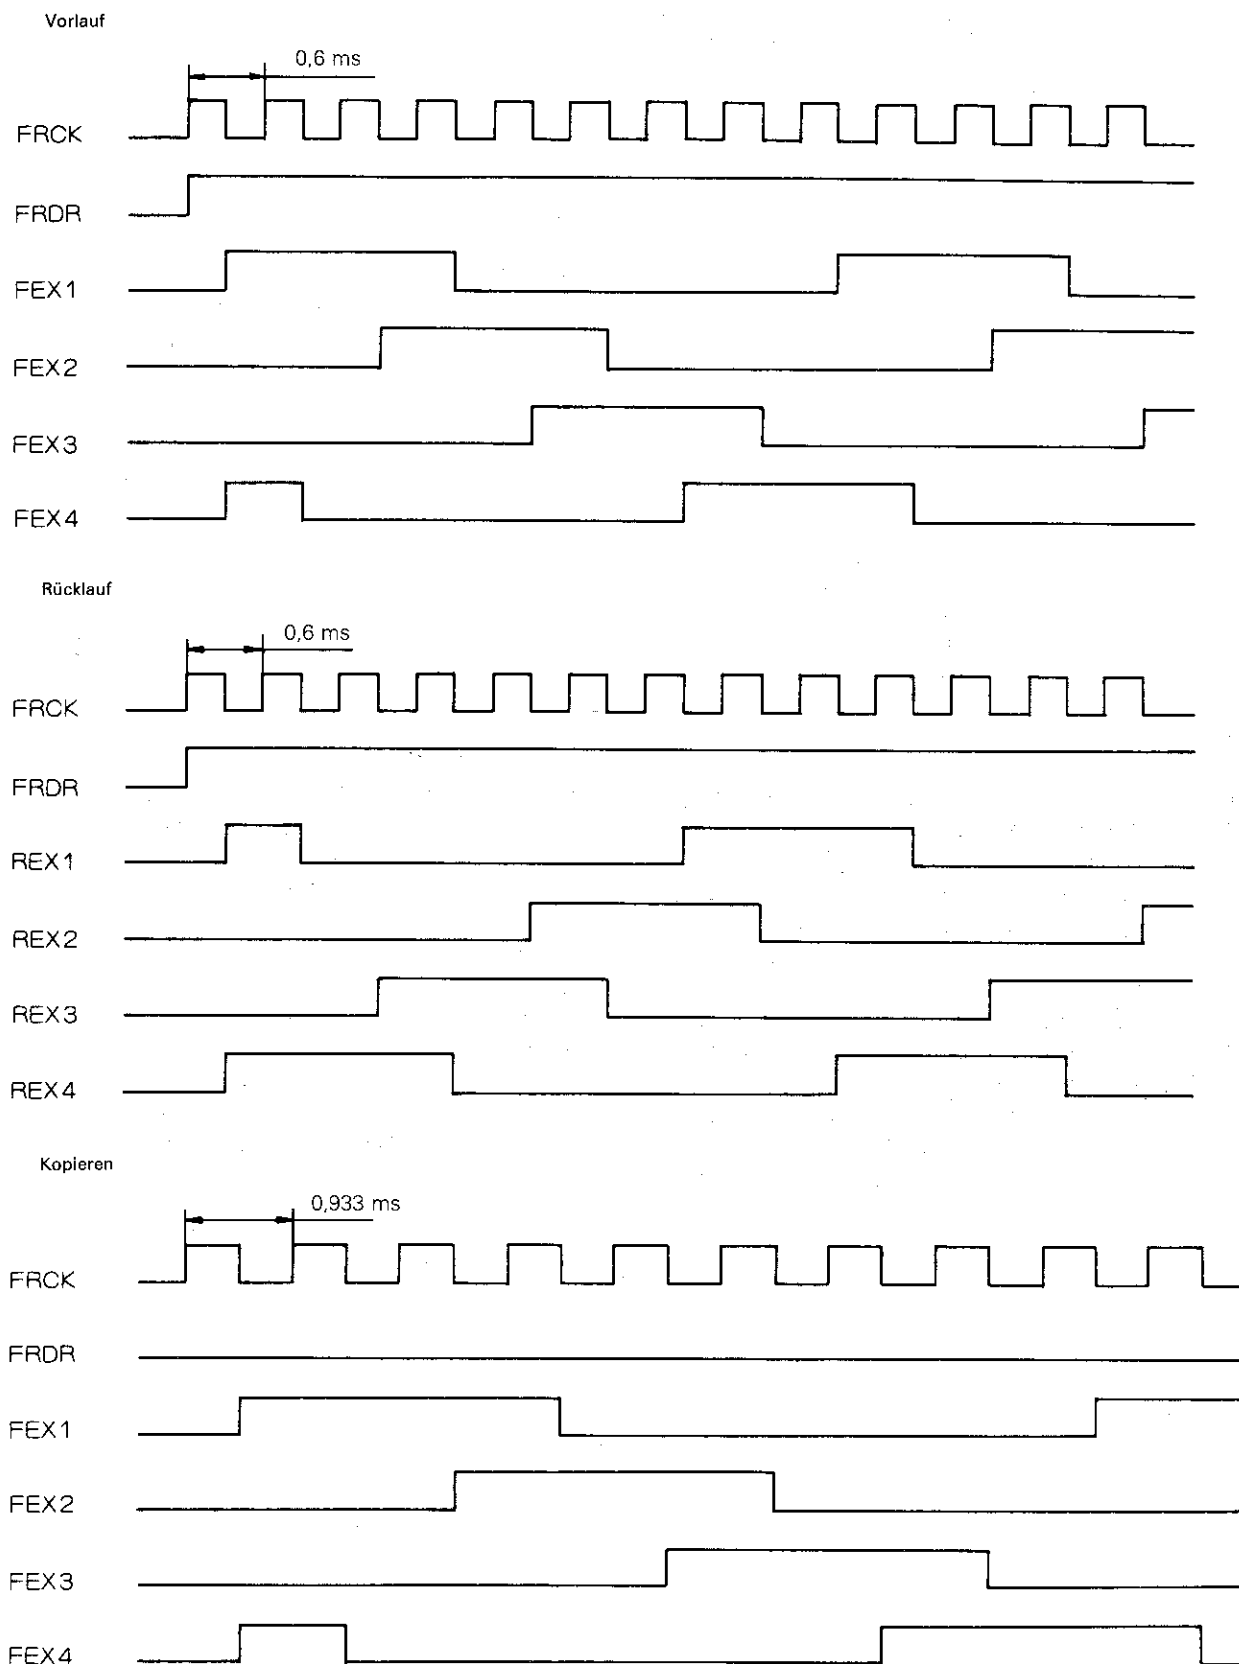 Vorlauf
0,6 ms
FRCK
FRDR
FEX1
FEX2
FEX3
FEX4
Rücklauf
0,6 ms
FRCK
FRDR
REX1
REX2
REX3
REX4
Kopieren
0,933 ms
FRCK
FRDR
FEX1
FEX2
FEX3
FEX4